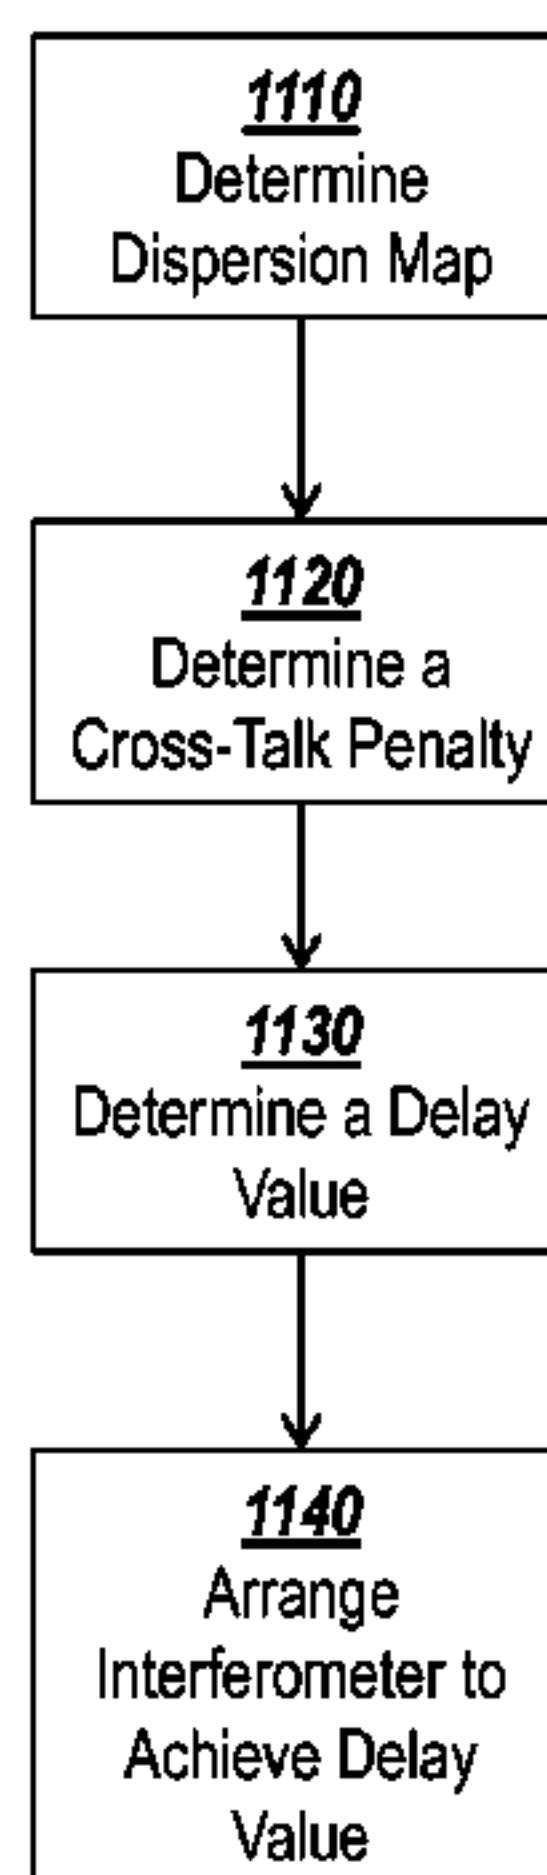 1110
Determine
Dispersion Map
1120
Determine a
Cross-Talk Penalty
1130
Determine a Delay
Value
1140
Arrange
Interferometer to
Achieve Delay
Value